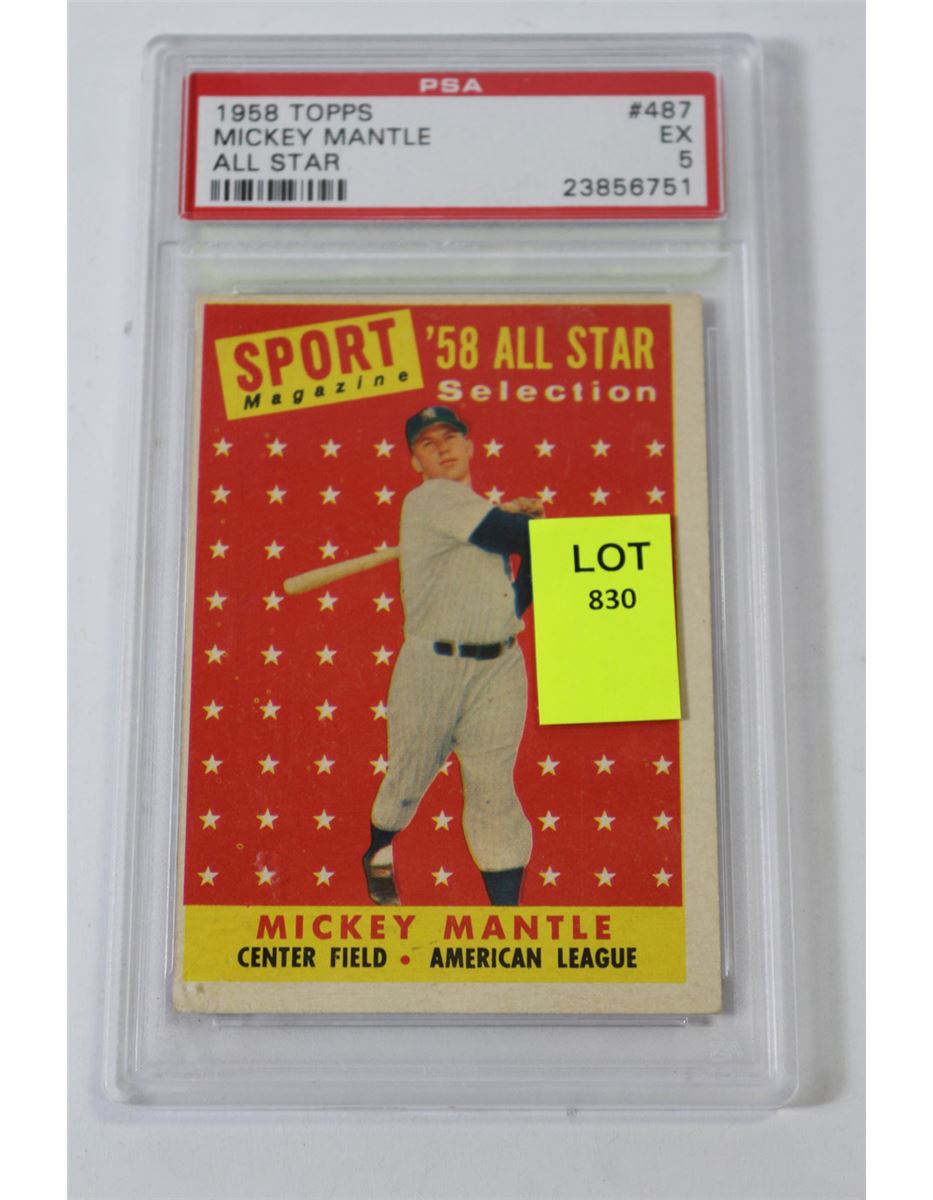 PSA
1958 TOPPS #487
MICKEY MANTLE EX
ALL STAR 5
23856751
SPORT
Magazine
'58 ALL STAR
Selection
LOT
830
MICKEY MANTLE
CENTER FIELD • AMERICAN LEAGUE